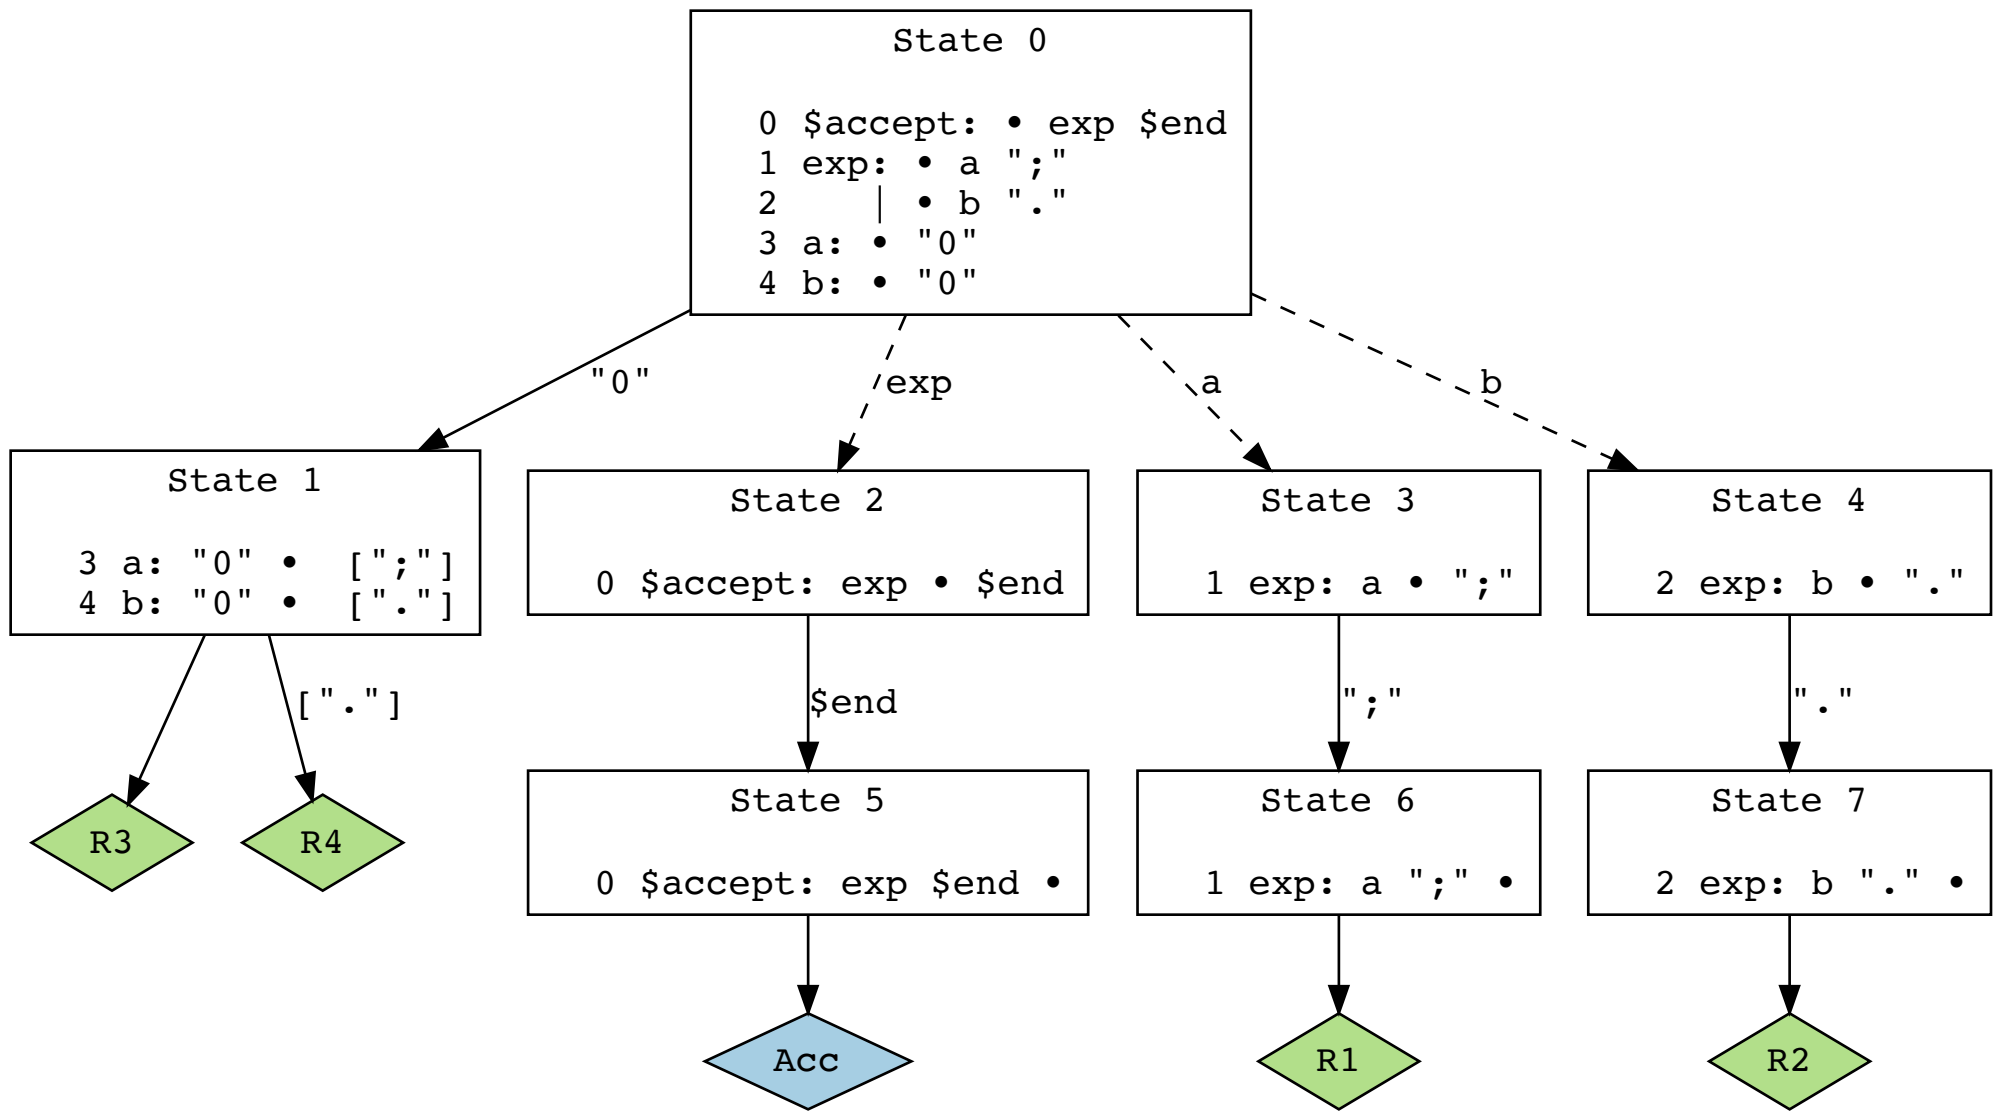 State 0
0 $accept: • exp $end
1 exp: • a ";"
2 | • b "."
3 a: • "0"
4 b: • "0"
"0"
exp
a
b
State 1
3 a: "0" • [";"]
4 b: "0" • ["."]
State 2
0 $accept: exp • $end
State 3
1 exp: a • ";"
State 4
2 exp: b • "."
["."]
$end
";"
"."
R3
R4
State 5
0 $accept: exp $end •
State 6
1 exp: a ";" •
State 7
2 exp: b "." •
Acc
R1
R2